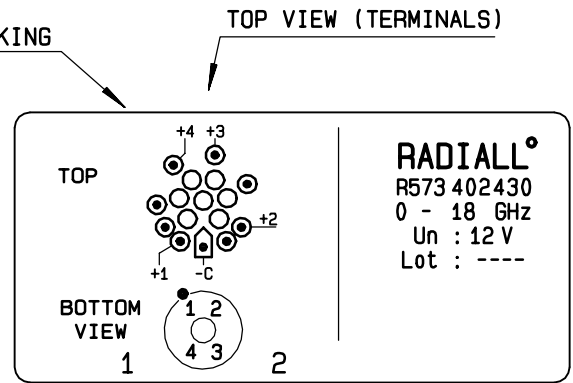 TOP VIEW (TERMINALS)
KING
+4 +3
TOP
+2
+1 -C
BOTTOM
VIEW
1 2
4 3
1 2
RADIALL°
R573 402430
0 - 18 GHz
Un : 12 V
Lot : ----